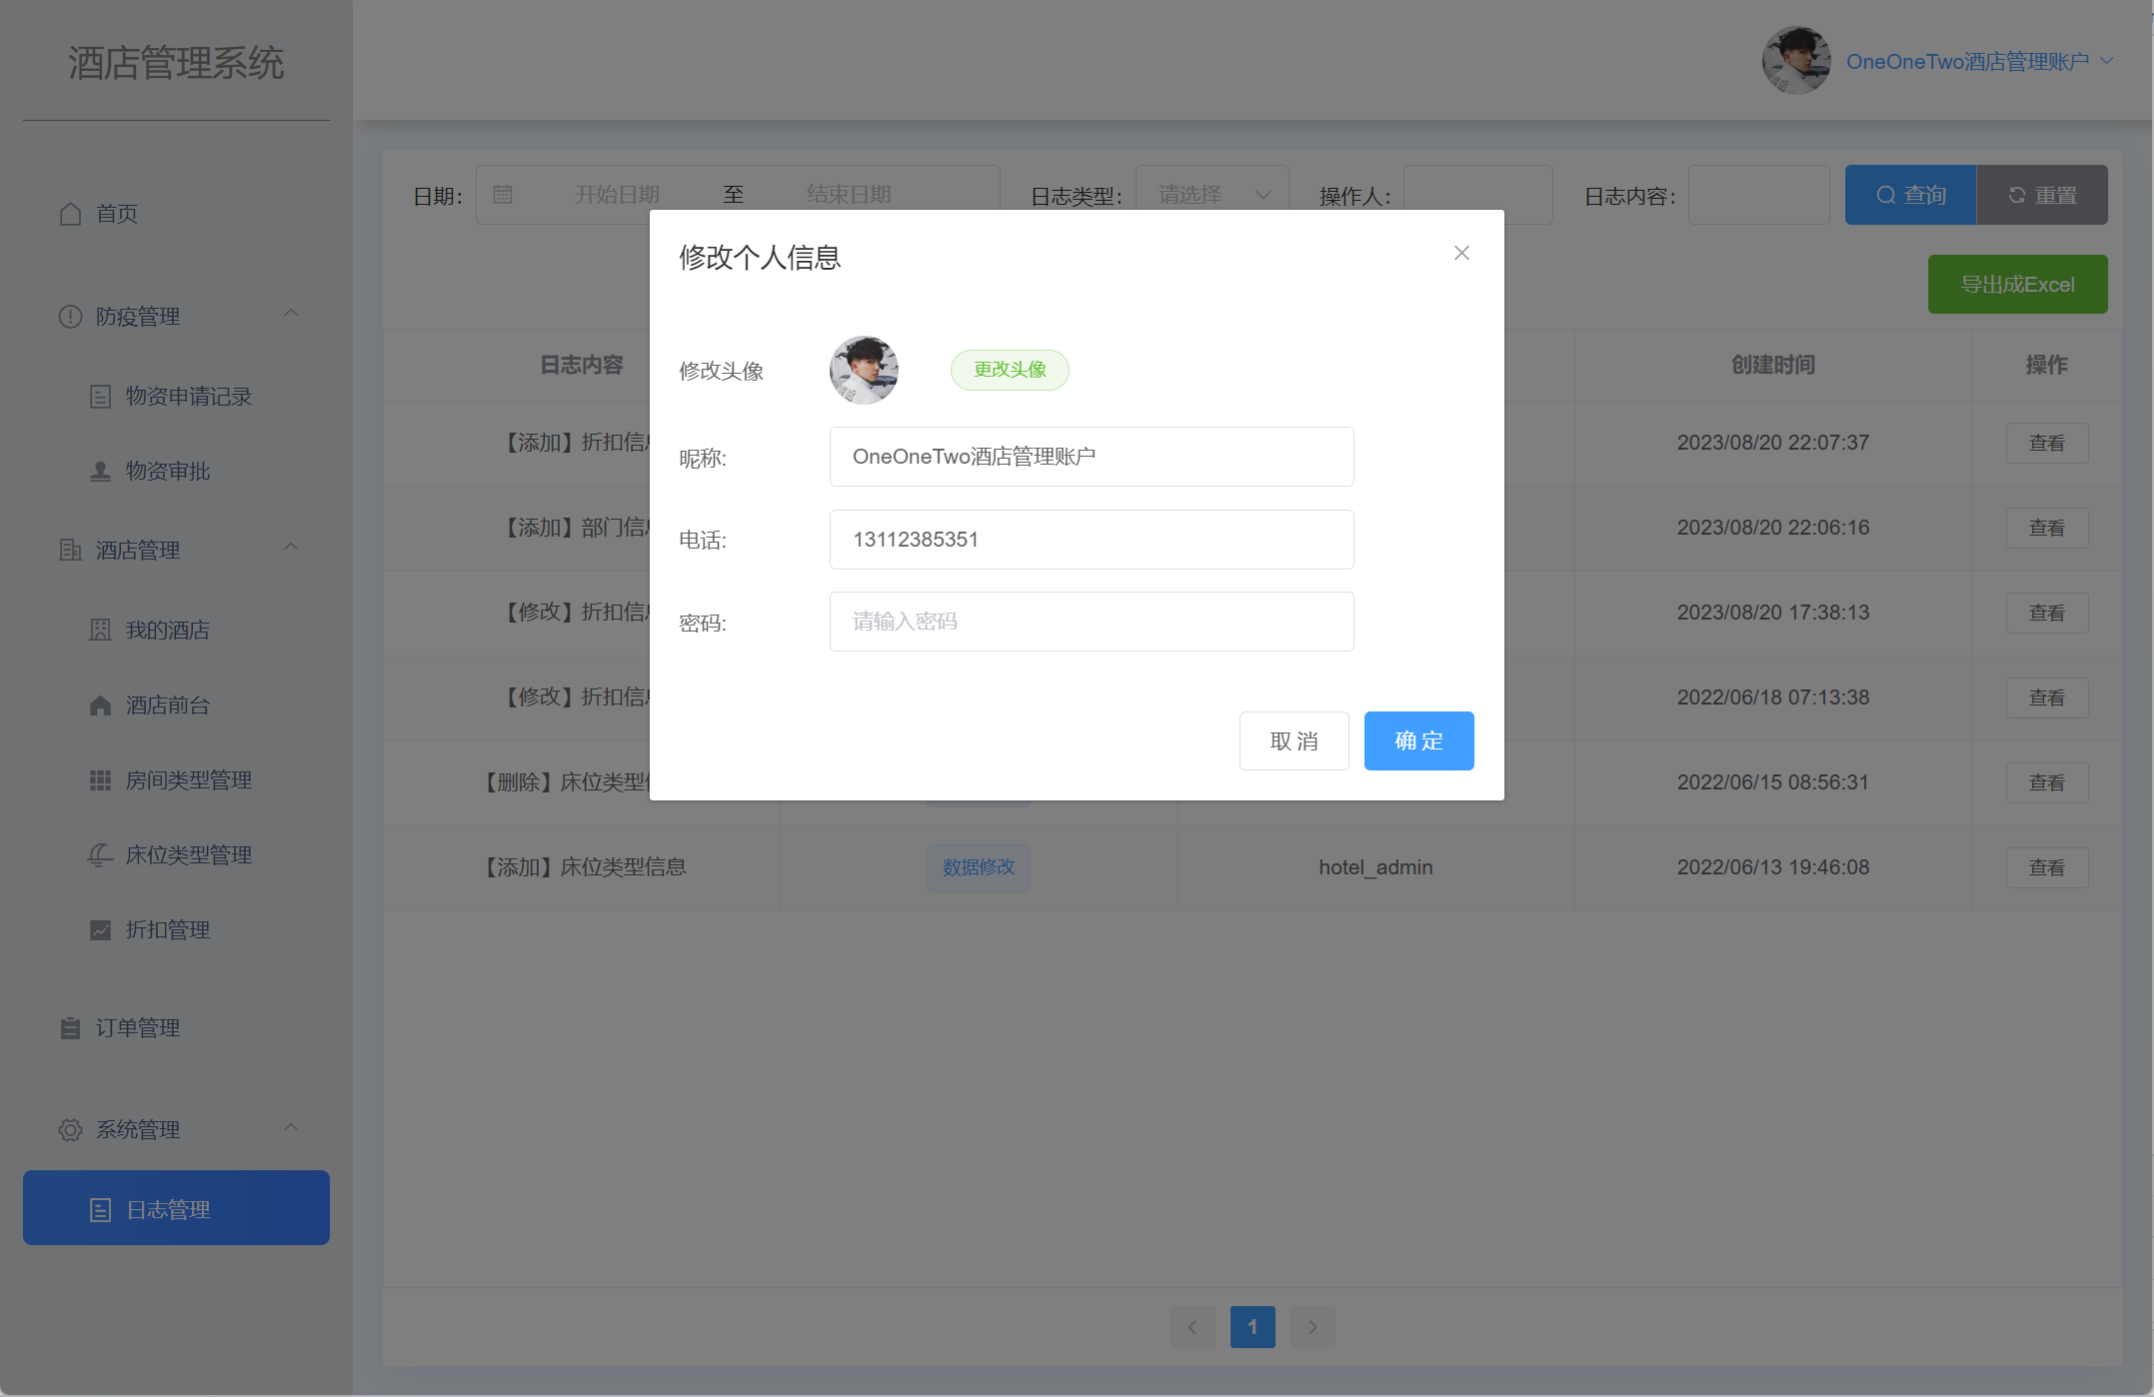 酒店管理系统
OneOneTwo酒店管理账户
首页
防疫管理
物资申请记录
物资审批
酒店管理
我的酒店
酒店前台
房间类型管理
床位类型管理
折扣管理
订单管理
系统管理
日志管理
日期： 开始日期 至 结束日期 日志类型： 请选择 操作人： 日志内容： 查询 重置
导出成Excel
日志内容 创建时间 操作
【添加】折扣信 2023/08/20 22:07:37 查看
【添加】部门信 2023/08/20 22:06:16 查看
【修改】折扣信 2023/08/20 17:38:13 查看
【修改】折扣信 2022/06/18 07:13:38 查看
【删除】床位类型 2022/06/15 08:56:31 查看
【添加】床位类型信息 数据修改 hotel_admin 2022/06/13 19:46:08 查看
1
修改个人信息
修改头像 更改头像
昵称: OneOneTwo酒店管理账户
电话: 13112385351
密码: 请输入密码
取 消 确 定